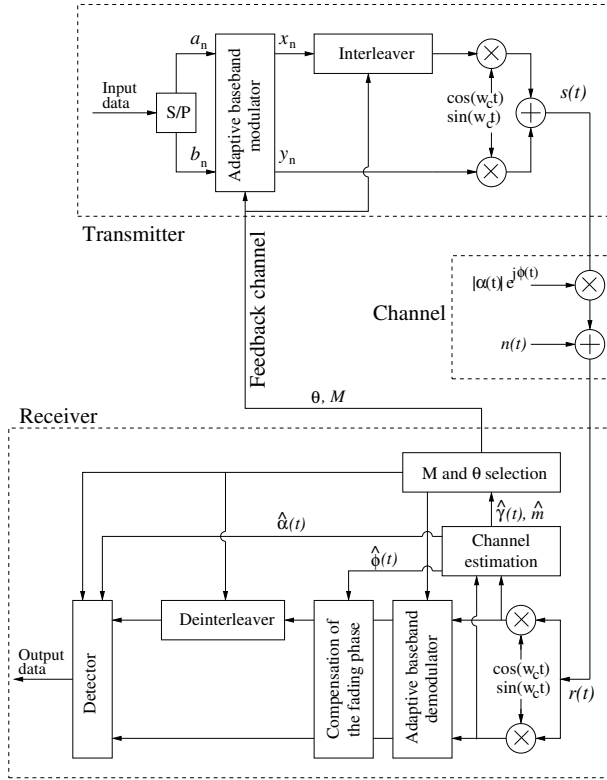 a_n
x_n
Interleaver
Input
data
S/P
Adaptive baseband
modulator
cos(w_c t)
sin(w_c t)
s(t)
b_n
y_n
Transmitter
Feedback channel
|α(t)| e^{jϕ(t)}
Channel
n(t)
θ, M
Receiver
M and θ selection
γ̂(t), m̂
α̂(t)
Channel
estimation
ϕ̂(t)
Deinterleaver
Compensation of
the fading phase
Adaptive baseband
demodulator
Output
data
Detector
cos(w_c t)
sin(w_c t)
r(t)